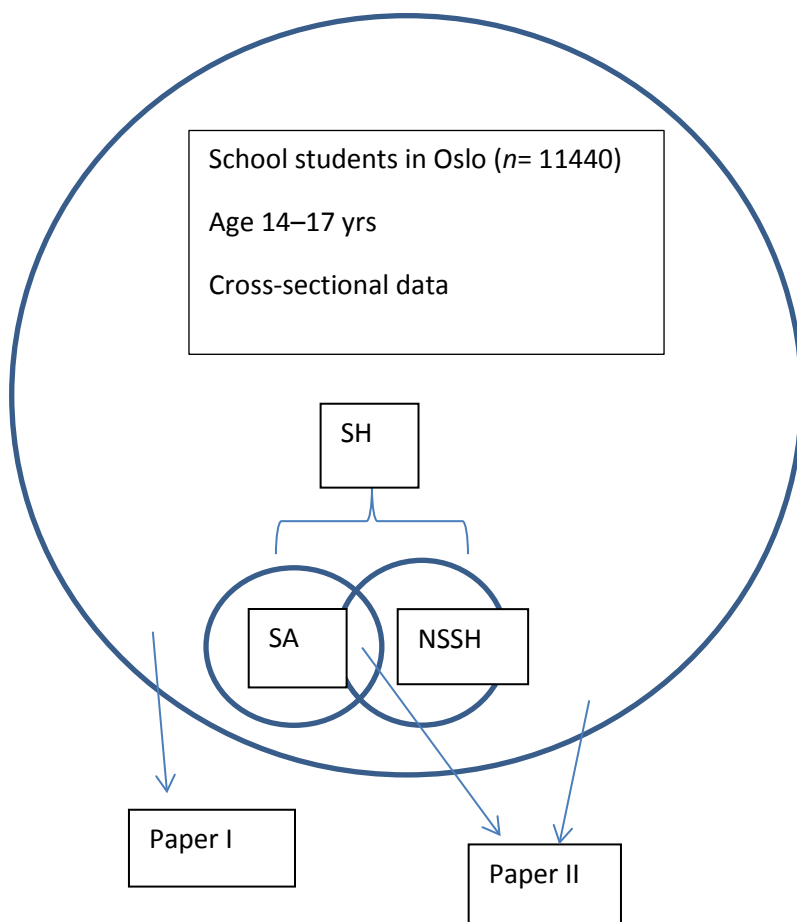 School students in Oslo (n= 11440)
Age 14–17 yrs
Cross-sectional data
SH
SA
NSSH
Paper I
Paper II